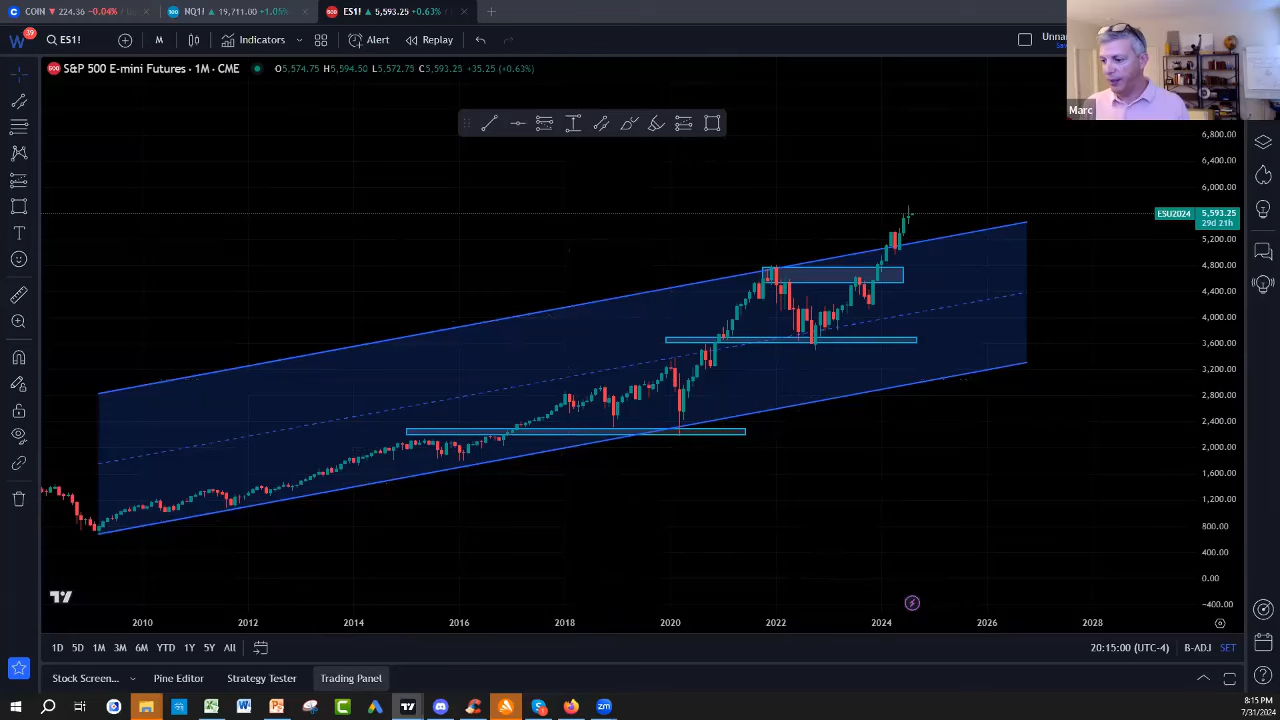 COIN ▼ 224.36 −0.04%
NQ1! ▲ 19,711.00 +1.05%
ES1! ▲ 5,593.25 +0.63%
39
ES1!
M
Indicators
Alert
Replay
Unnar
500 S&P 500 E-mini Futures · 1M · CME
O5,574.75 H5,594.50 L5,572.75 C5,593.25 +35.25 (+0.63%)
Marc
6,800.00
6,400.00
6,000.00
ESU2024 5,593.25
29d 21h
5,200.00
4,800.00
4,400.00
4,000.00
3,600.00
3,200.00
2,800.00
2,400.00
2,000.00
1,600.00
1,200.00
800.00
400.00
0.00
−400.00
2010 2012 2014 2016 2018 2020 2022 2024 2026 2028
1D 5D 1M 3M 6M YTD 1Y 5Y All
20:15:00 (UTC-4) B-ADJ SET
Stock Screen... Pine Editor Strategy Tester Trading Panel
8:15 PM
7/31/2024